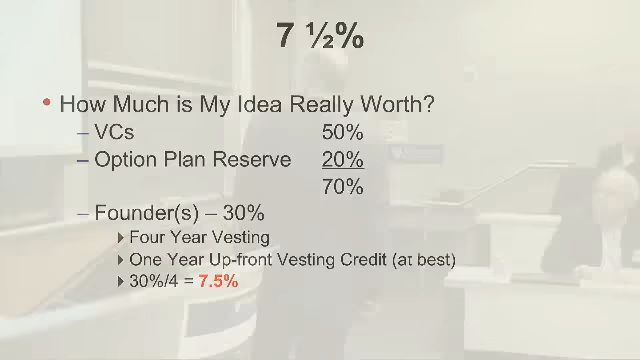 7 ½%
• How Much is My Idea Really Worth?
– VCs 50%
– Option Plan Reserve 20%
70%
– Founder(s) – 30%
Four Year Vesting
One Year Up-front Vesting Credit (at best)
30%/4 = 7.5%